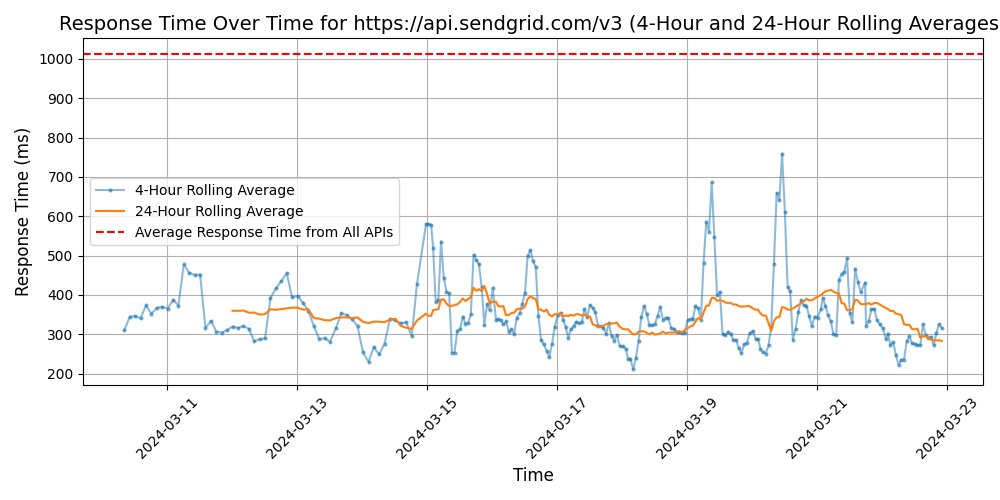 Response Time Over Time for https://api.sendgrid.com/v3 (4-Hour and 24-Hour Rolling Averages
Response Time (ms)
1000
900
800
700
600
500
400
300
200
4-Hour Rolling Average
24-Hour Rolling Average
Average Response Time from All APIs
2024-03-11
2024-03-13
2024-03-15
2024-03-17
2024-03-19
2024-03-21
2024-03-23
Time